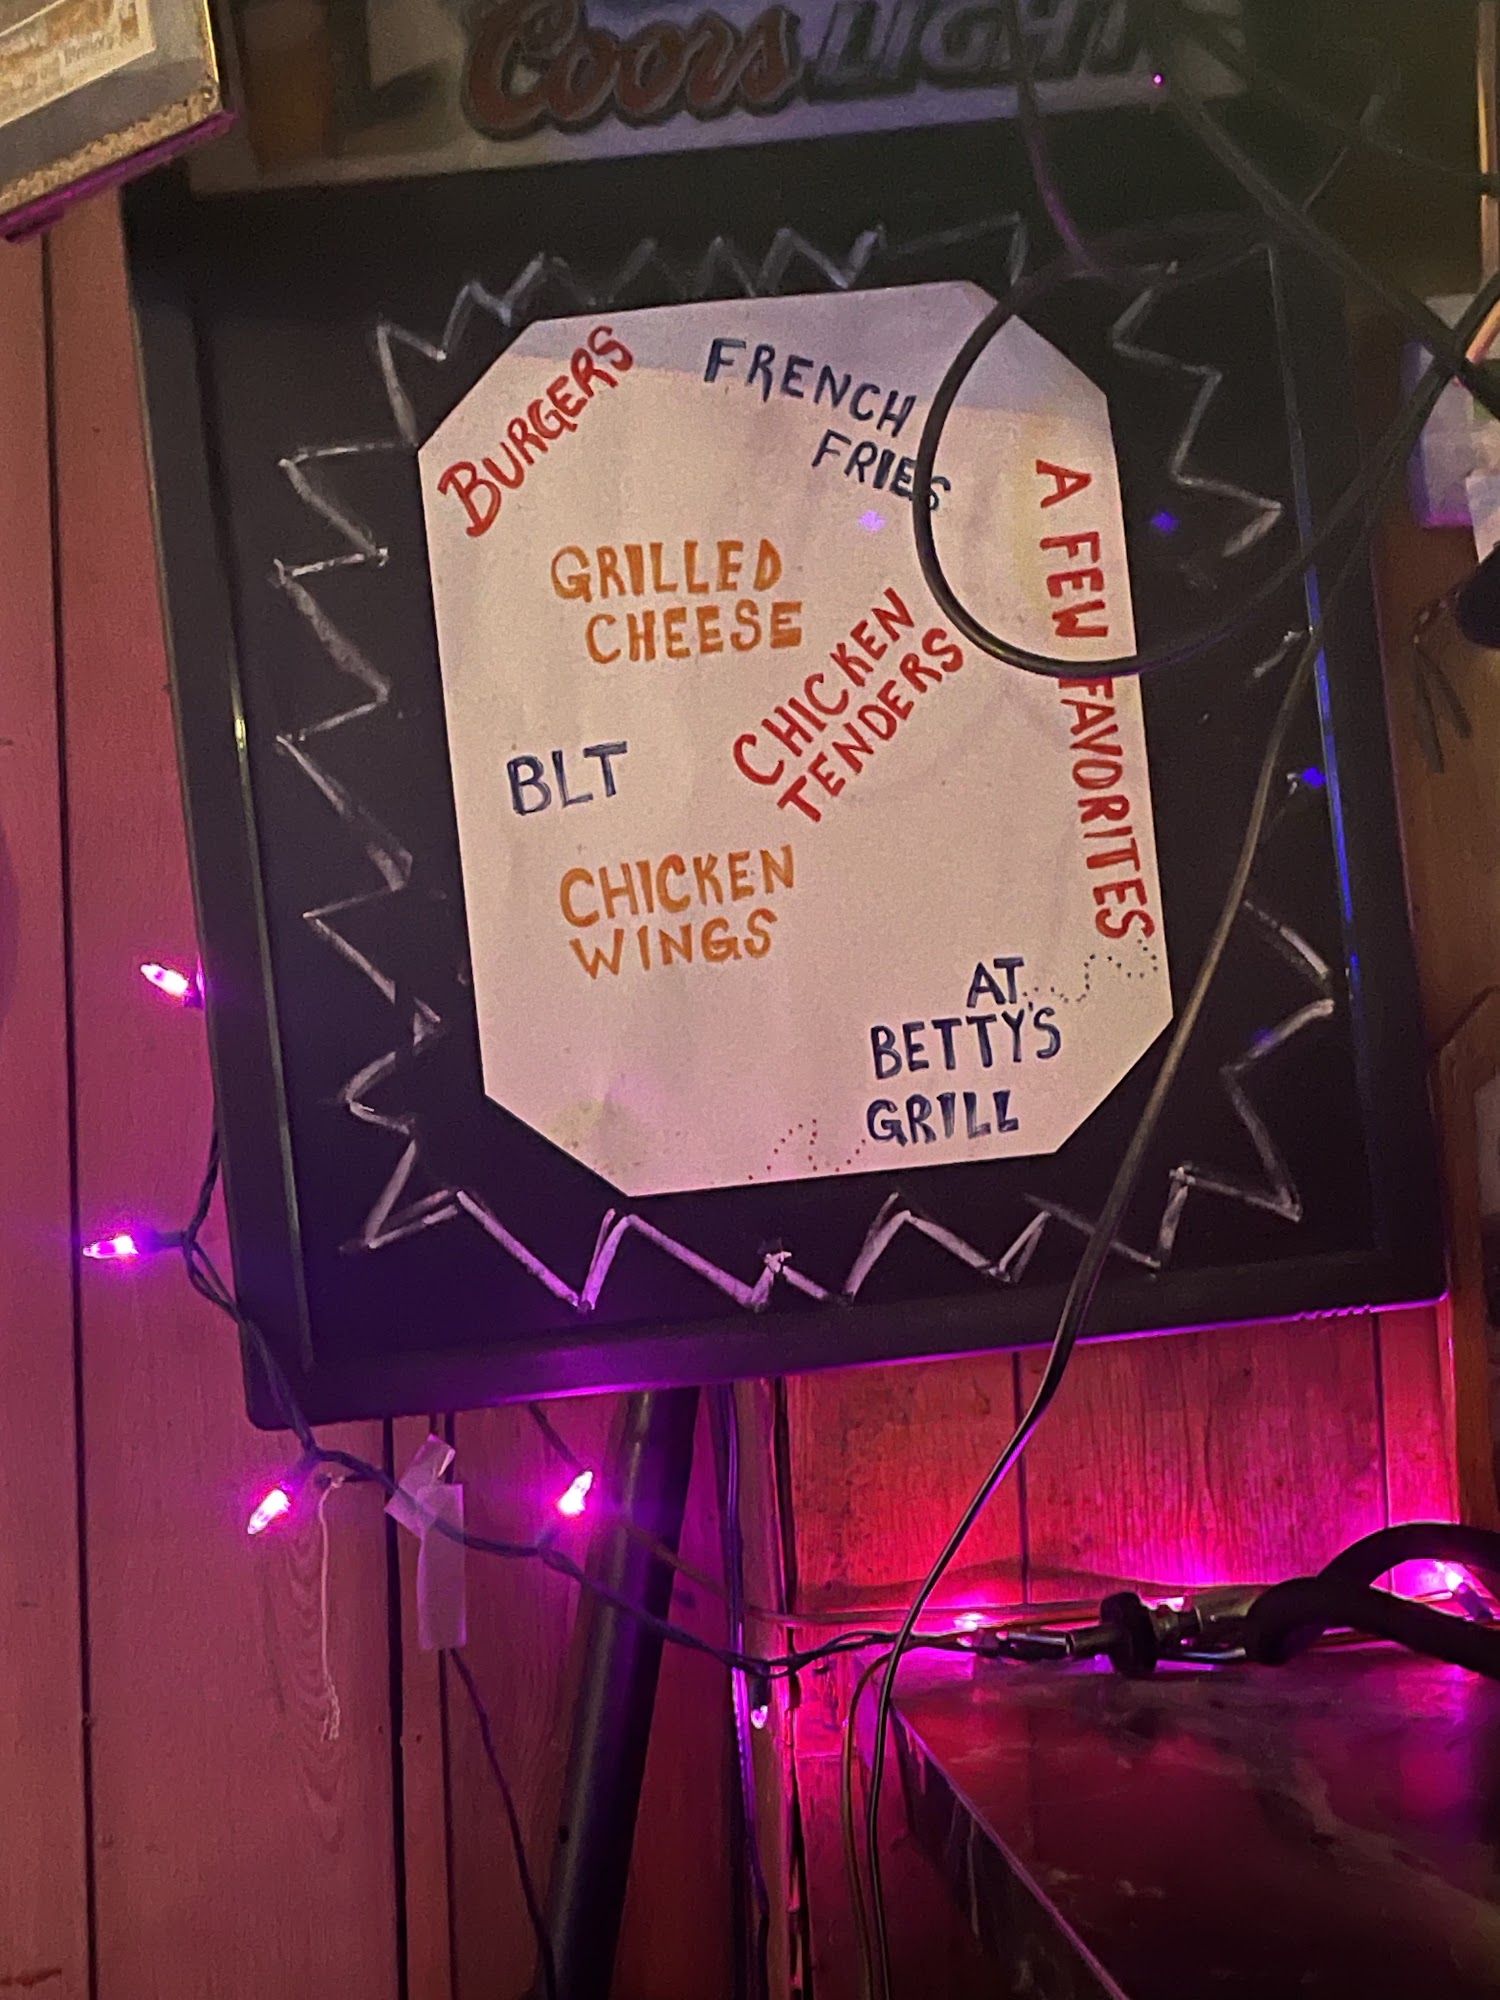 Coors LIGHT
BURGERS
FRENCH
FRIES
GRILLED
CHEESE
CHICKEN
TENDERS
BLT
CHICKEN
WINGS
A FEW FAVORITES
AT
BETTY'S
GRILL